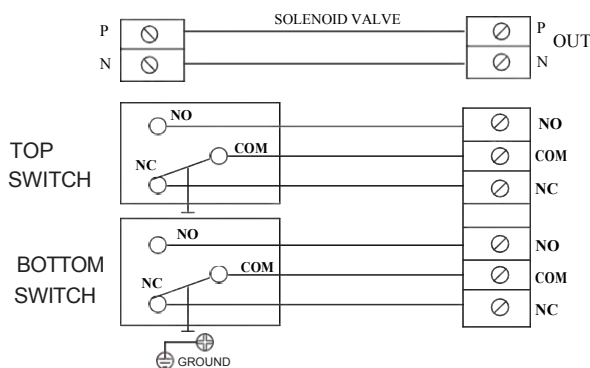 SOLENOID VALVE
P P
OUT
N N
NO NO
TOP
SWITCH
COM COM
NC NC
NO NO
BOTTOM
SWITCH
COM COM
NC NC
GROUND